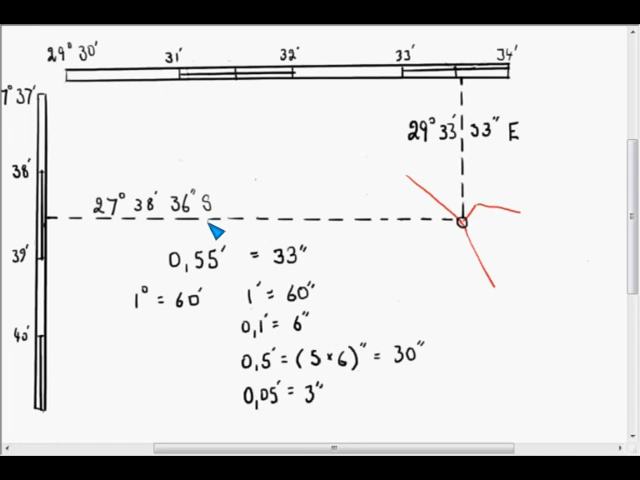 29° 30' 31' 32' 33' 34'
7° 37'
29° 33' 33" E
38'
27° 38' 36" S
39'
0,55' = 33"
1° = 60' 1' = 60"
0,1' = 6"
40'
0,5' = (5 × 6)" = 30"
0,05' = 3"